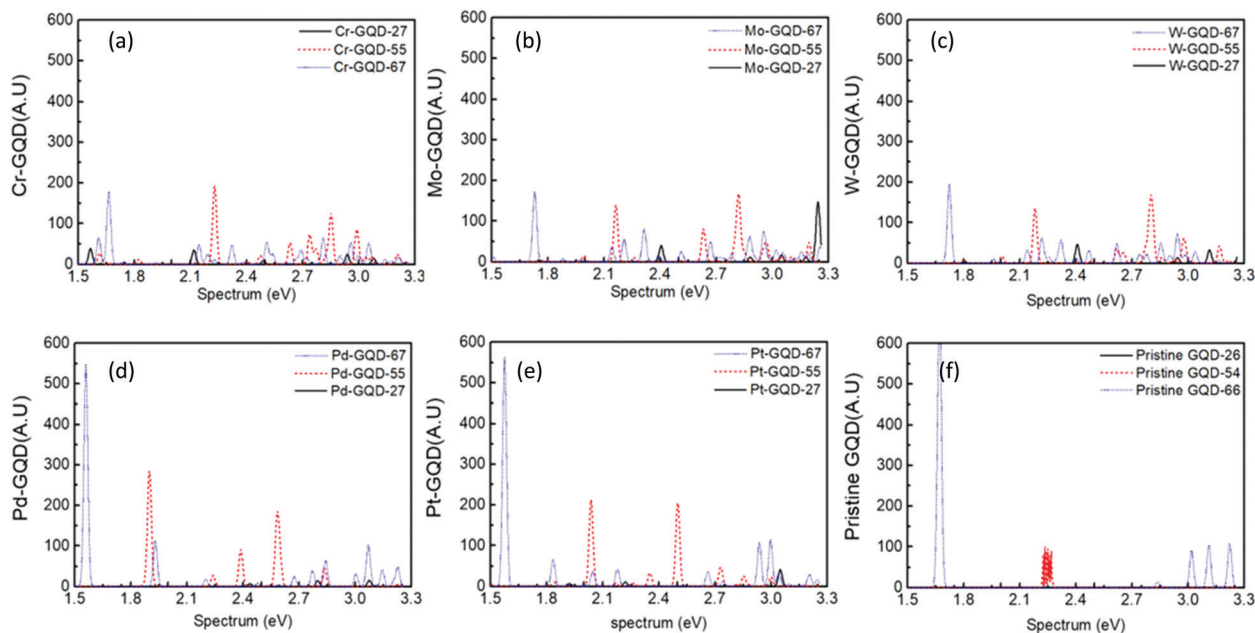 (a)
Cr-GQD-27
Cr-GQD-55
Cr-GQD-67
Cr-GQD(A.U)
600
500
400
300
200
100
0
1.5 1.8 2.1 2.4 2.7 3.0 3.3
Spectrum (eV)
(b)
Mo-GQD-67
Mo-GQD-55
Mo-GQD-27
Mo-GQD(A.U)
600
500
400
300
200
100
0
1.5 1.8 2.1 2.4 2.7 3.0 3.3
Spectrum (eV)
(c)
W-GQD-67
W-GQD-55
W-GQD-27
W-GQD(A.U)
600
500
400
300
200
100
0
1.5 1.8 2.1 2.4 2.7 3.0 3.3
Spectrum (eV)
(d)
Pd-GQD-67
Pd-GQD-55
Pd-GQD-27
Pd-GQD(A.U)
600
500
400
300
200
100
0
1.5 1.8 2.1 2.4 2.7 3.0 3.3
Spectrum (eV)
(e)
Pt-GQD-67
Pt-GQD-55
Pt-GQD-27
Pt-GQD(A.U)
600
500
400
300
200
100
0
1.5 1.8 2.1 2.4 2.7 3.0 3.3
spectrum (eV)
(f)
Pristine GQD-26
Pristine GQD-54
Pristine GQD-66
Pristine GQD(A.U)
600
500
400
300
200
100
0
1.5 1.8 2.1 2.4 2.7 3.0 3.3
Spectrum (eV)